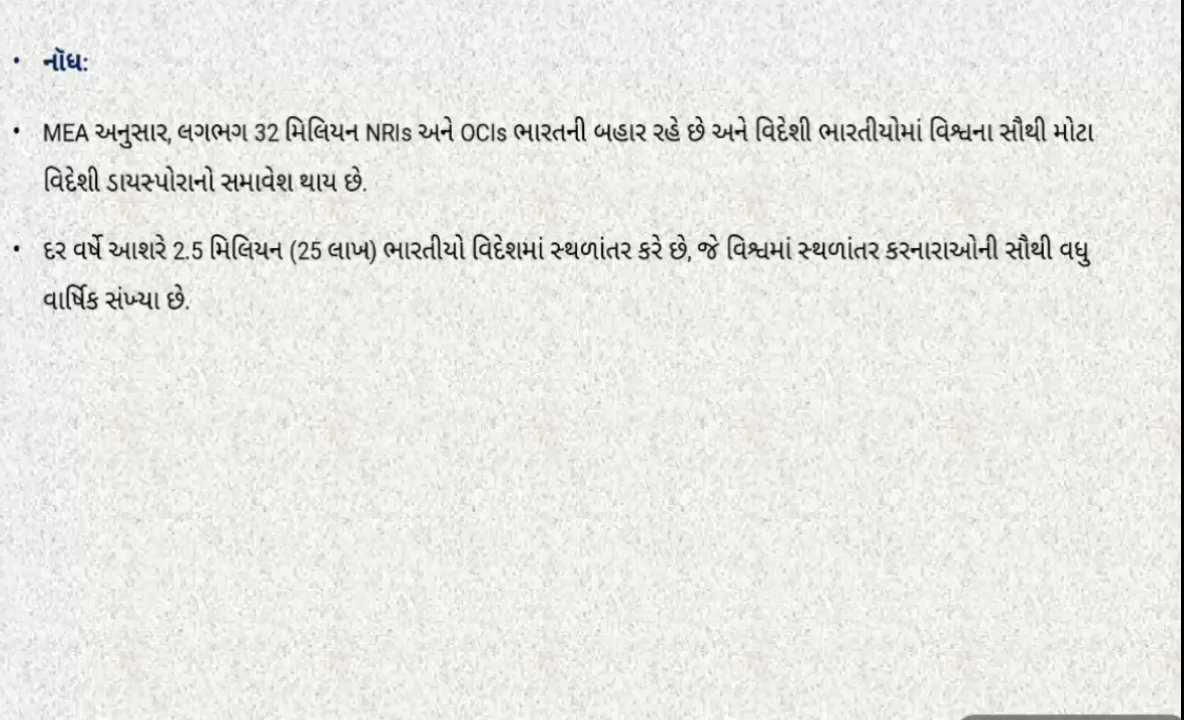 • નોંધ:
• MEA અનુસાર, લગભગ 32 મિલિયન NRIs અને OCIs ભારતની બહાર રહે છે અને વિદેશી ભારતીયોમાં વિશ્વના સૌથી મોટા
વિદેશી ડાયસ્પોરાનો સમાવેશ થાય છે.
• દર વર્ષે આશરે 2.5 મિલિયન (25 લાખ) ભારતીયો વિદેશમાં સ્થળાંતર કરે છે, જે વિશ્વમાં સ્થળાંતર કરનારાઓની સૌથી વધુ
વાર્ષિક સંખ્યા છે.